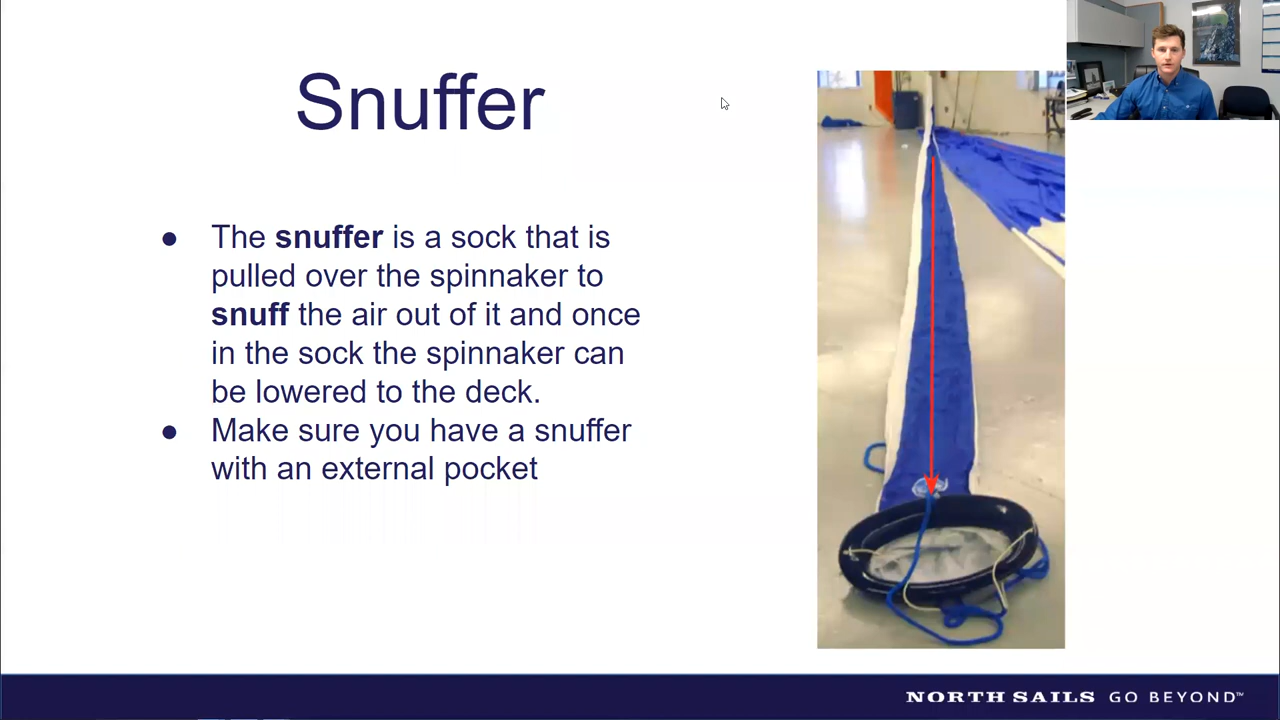 Snuffer
● The snuffer is a sock that is
pulled over the spinnaker to
snuff the air out of it and once
in the sock the spinnaker can
be lowered to the deck.
● Make sure you have a snuffer
with an external pocket
NORTH SAILS GO BEYOND™